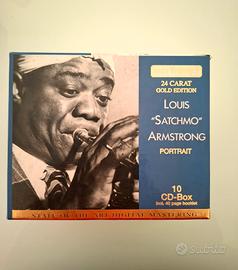 24 CARAT
GOLD EDITION
LOUIS
"SATCHMO"
ARMSTRONG
PORTRAIT
10
CD-Box
incl. 40 page booklet
STATE OF THE ART DIGITAL MASTERING
Subito